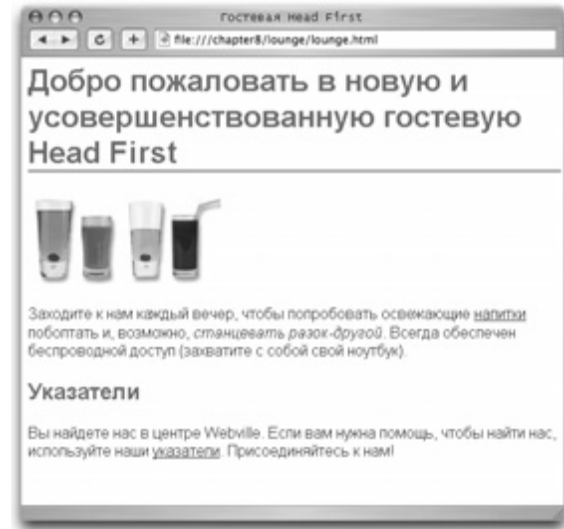 Гостевая Head First
file:///chapter8/lounge/lounge.html
Добро пожаловать в новую и
усовершенствованную гостевую
Head First
Заходите к нам каждый вечер, чтобы попробовать освежающие напитки
поболтать и, возможно, станцевать разок-другой. Всегда обеспечен
беспроводной доступ (захватите с собой свой ноутбук).
Указатели
Вы найдете нас в центре Webville. Если вам нужна помощь, чтобы найти нас,
используйте наши указатели. Присоединяйтесь к нам!